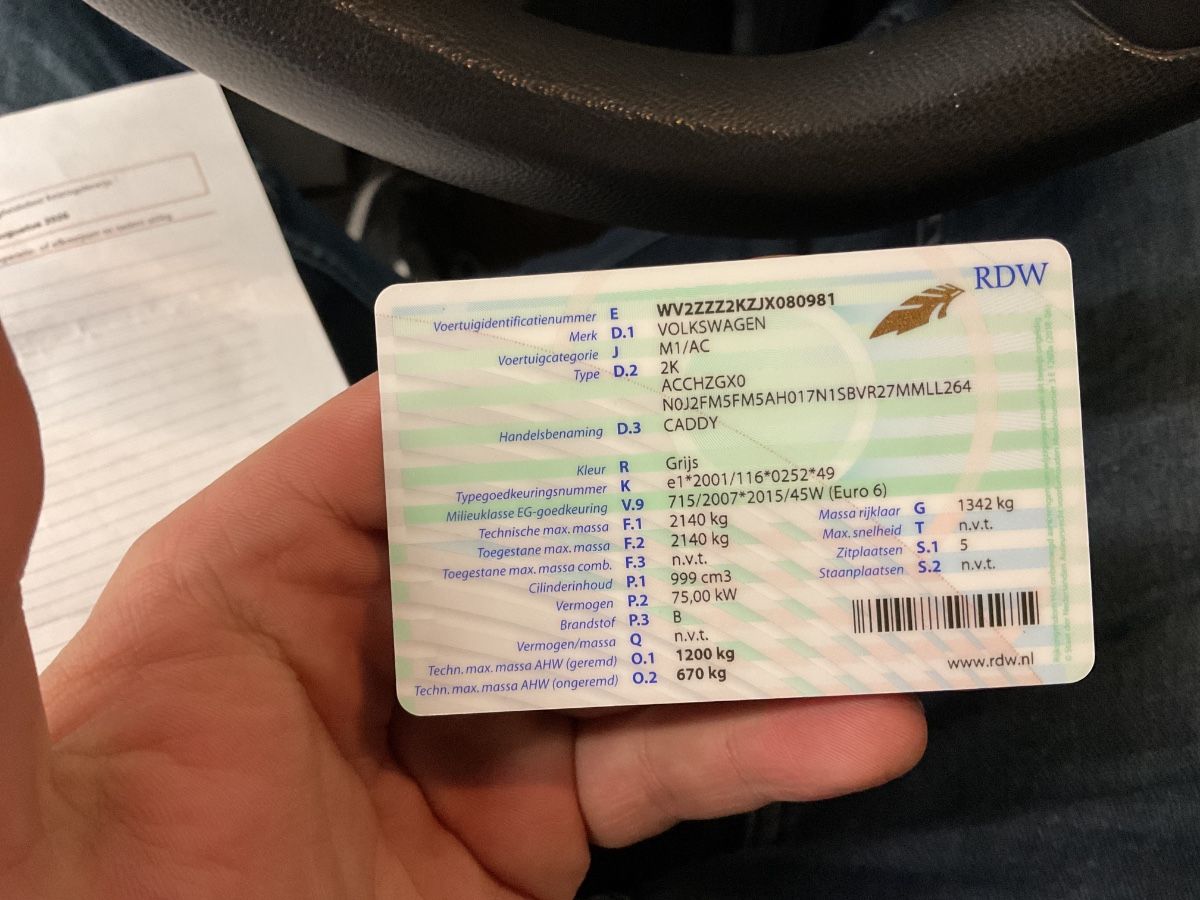 RDW
Voertuigidentificatienummer E WV2ZZZ2KZJX080981
Merk D.1 VOLKSWAGEN
Voertuigcategorie J M1/AC
Type D.2 2K
ACCHZGX0
N0J2FM5FM5AH017N1SBVR27MMLL264
Handelsbenaming D.3 CADDY
Kleur R Grijs
Typegoedkeuringsnummer K e1*2001/116*0252*49
Milieuklasse EG-goedkeuring V.9 715/2007*2015/45W (Euro 6)
Technische max. massa F.1 2140 kg
Massa rijklaar G 1342 kg
Toegestane max. massa F.2 2140 kg
Max. snelheid T n.v.t.
Toegestane max. massa comb. F.3 n.v.t.
Zitplaatsen S.1 5
Cilinderinhoud P.1 999 cm3
Staanplaatsen S.2 n.v.t.
Vermogen P.2 75,00 kW
Brandstof P.3 B
Vermogen/massa Q n.v.t.
Techn. max. massa AHW (geremd) O.1 1200 kg
Techn. max. massa AHW (ongeremd) O.2 670 kg
www.rdw.nl